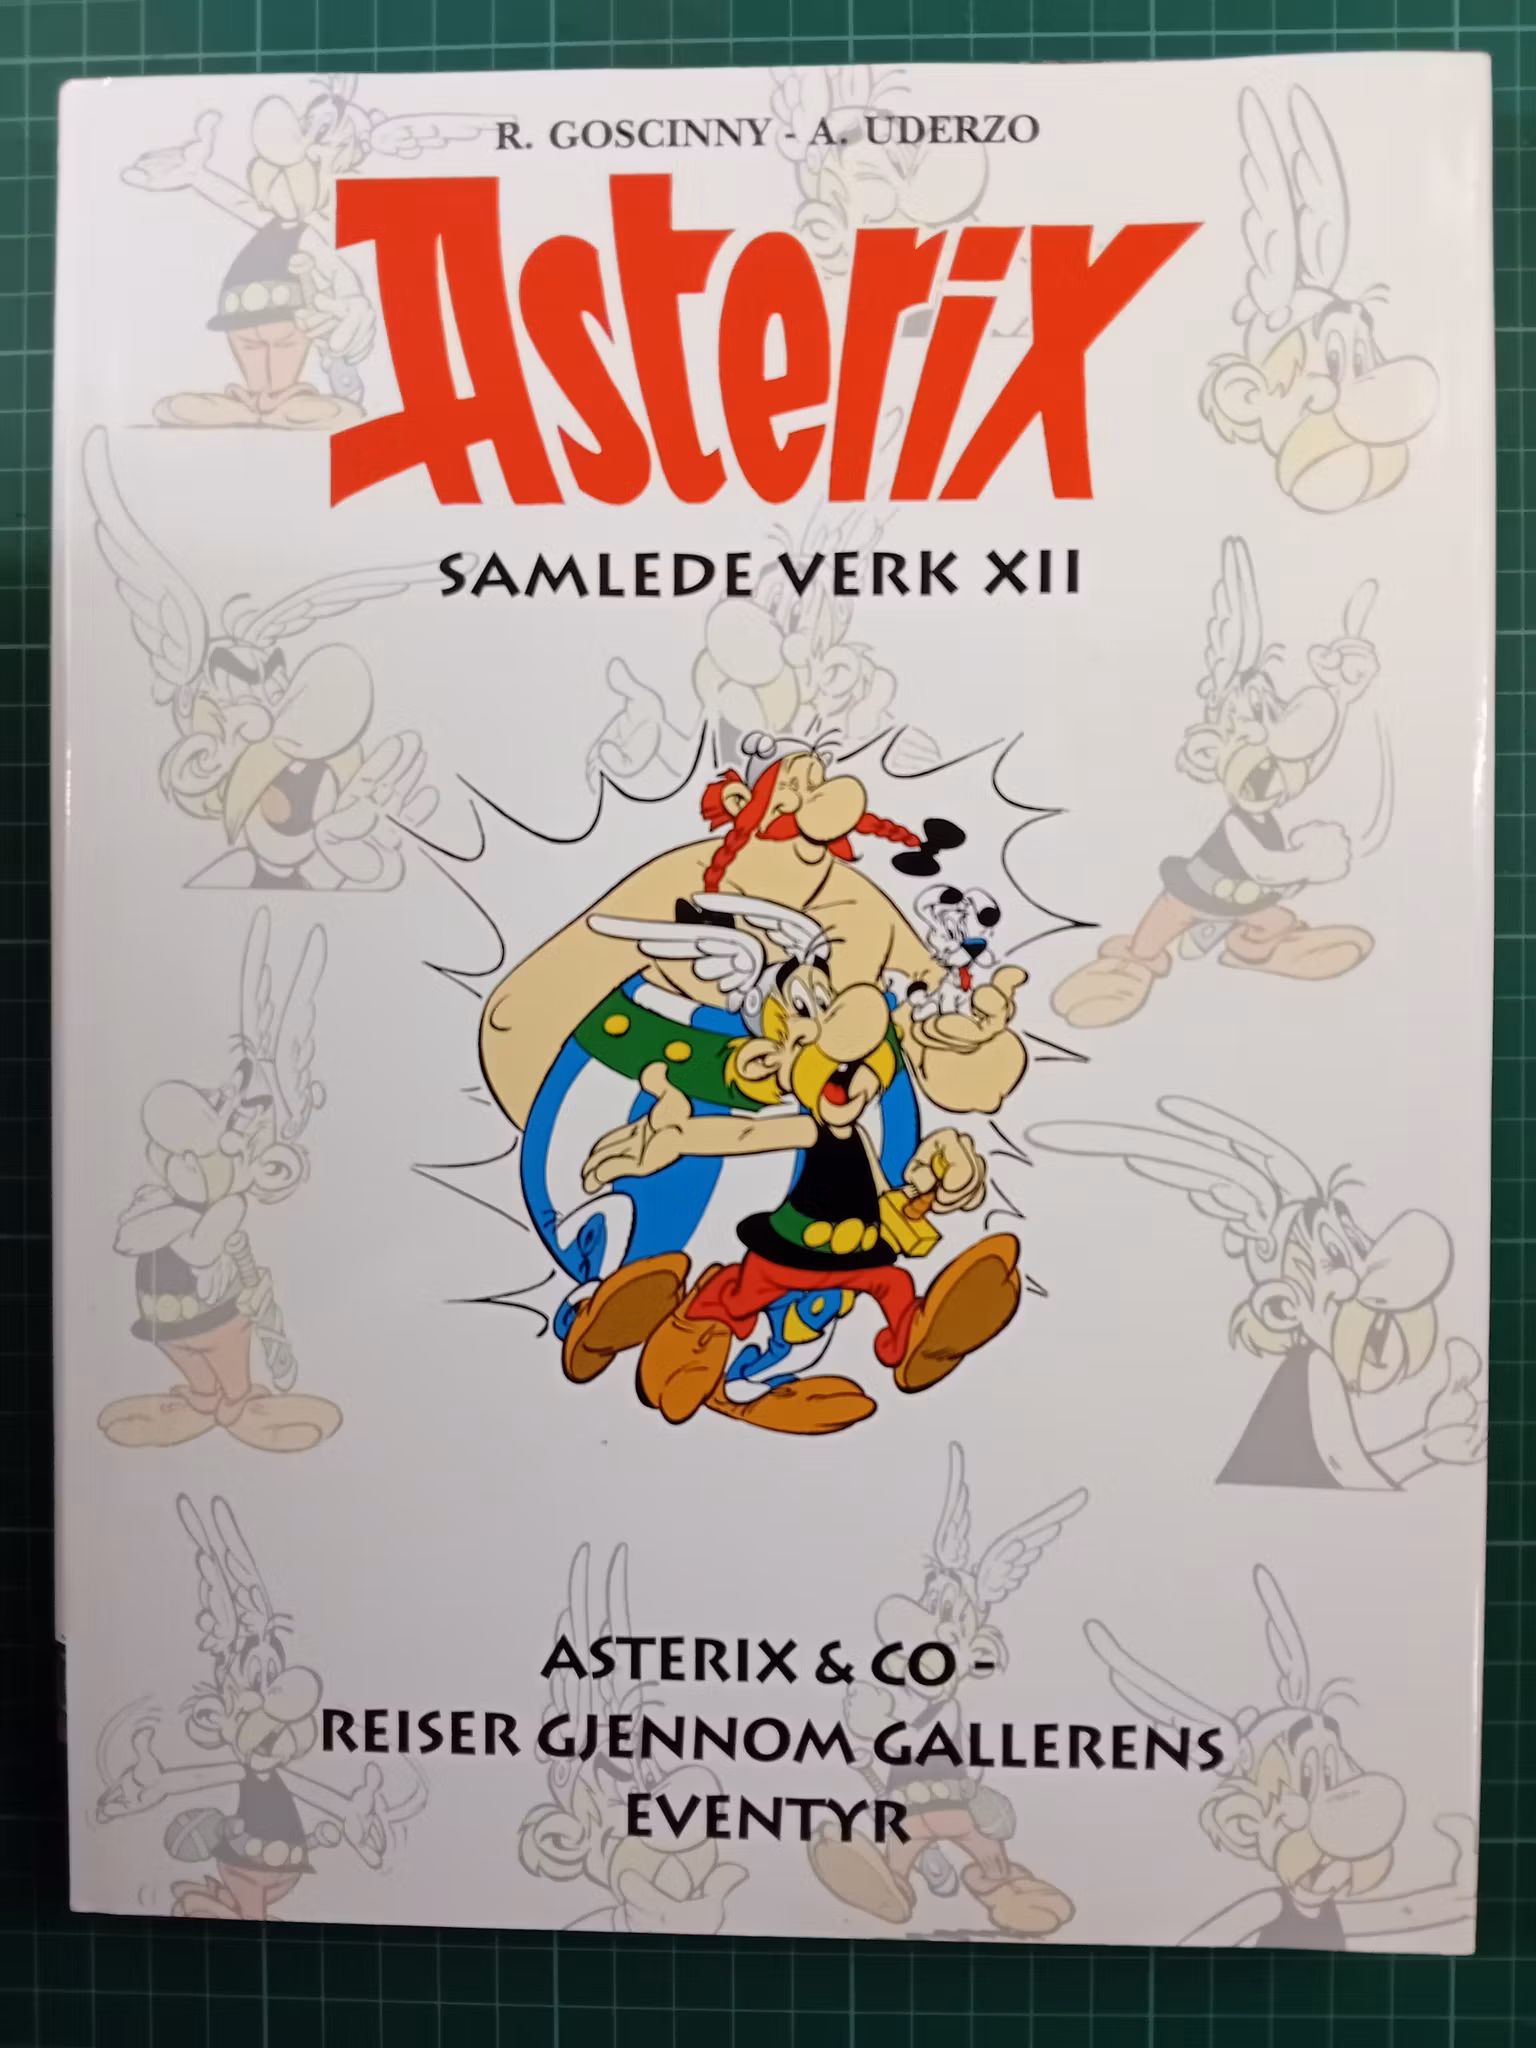 R. GOSCINNY - A. UDERZO
Asterix
SAMLEDE VERK XII
ASTERIX & CO -
REISER GJENNOM GALLERENS
EVENTYR